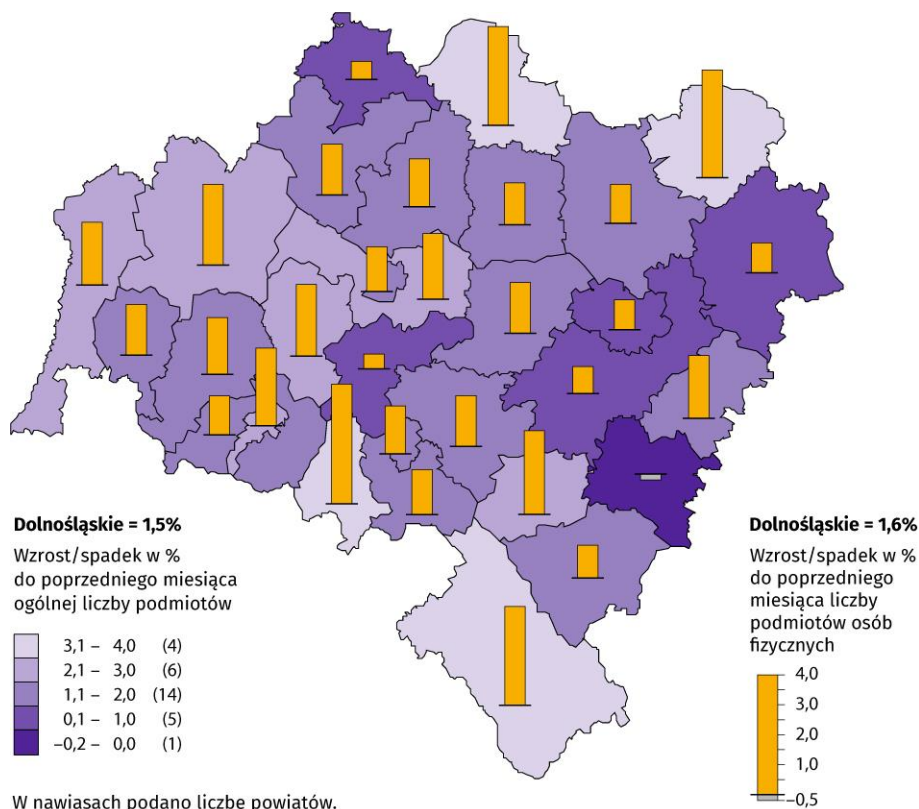 Dolnośląskie = 1,5%
Wzrost/spadek w %
do poprzedniego miesiąca
ogólnej liczby podmiotów
3,1 – 4,0 (4)
2,1 – 3,0 (6)
1,1 – 2,0 (14)
0,1 – 1,0 (5)
–0,2 – 0,0 (1)
W nawiasach podano liczbę powiatów.
Dolnośląskie = 1,6%
Wzrost/spadek w %
do poprzedniego
miesiąca liczby
podmiotów osób
fizycznych
4,0
3,0
2,0
1,0
–0,5